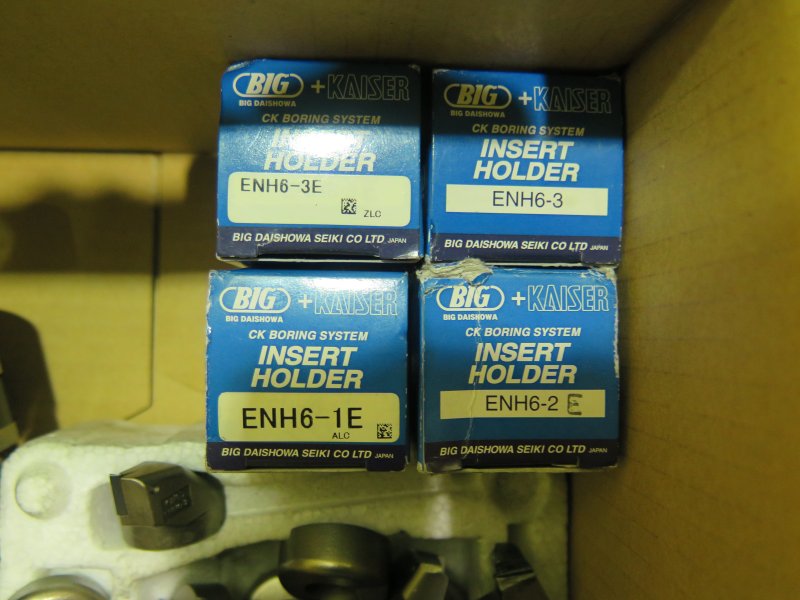 BIG +KAISER
BIG DAISHOWA
CK BORING SYSTEM
INSERT
HOLDER
ENH6-3E
ZLC
BIG DAISHOWA SEIKI CO LTD JAPAN
BIG +KAISER
BIG DAISHOWA
CK BORING SYSTEM
INSERT
HOLDER
ENH6-3
BIG DAISHOWA SEIKI CO LTD JAPAN
BIG +KAISER
BIG DAISHOWA
CK BORING SYSTEM
INSERT
HOLDER
ENH6-1E
ALC
BIG DAISHOWA SEIKI CO LTD JAPAN
BIG +KAISER
BIG DAISHOWA
CK BORING SYSTEM
INSERT
HOLDER
ENH6-2 E
BIG DAISHOWA SEIKI CO LTD JAPAN